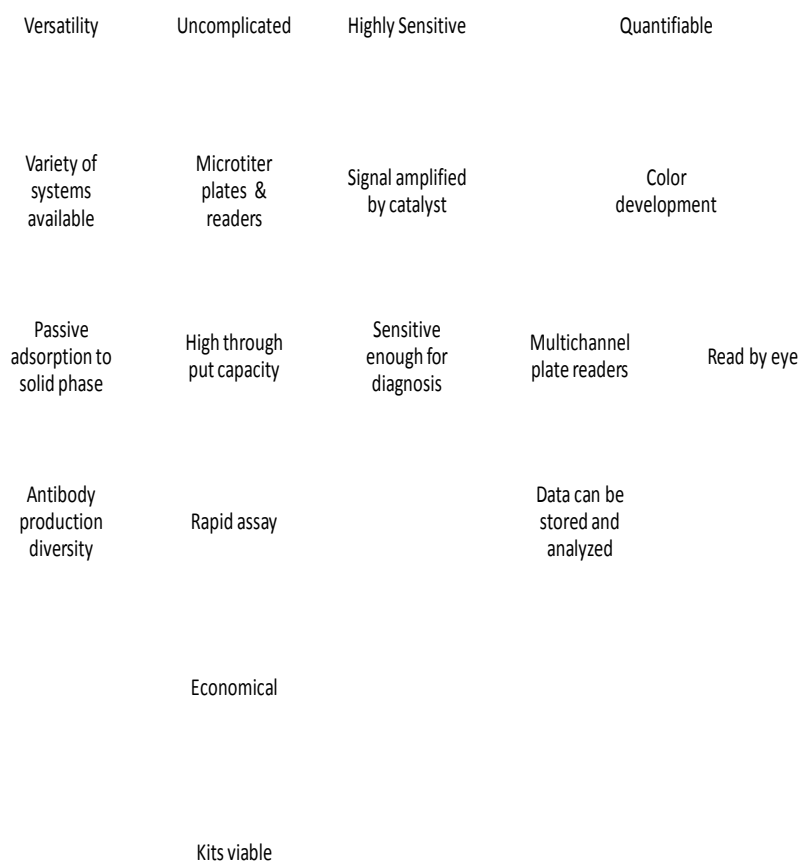 Versatility
Uncomplicated
Highly Sensitive
Quantifiable
Variety of
systems
available
Microtiter
plates &
readers
Signal amplified
by catalyst
Color
development
Passive
adsorption to
solid phase
High through
put capacity
Sensitive
enough for
diagnosis
Multichannel
plate readers
Read by eye
Antibody
production
diversity
Rapid assay
Data can be
stored and
analyzed
Economical
Kits viable